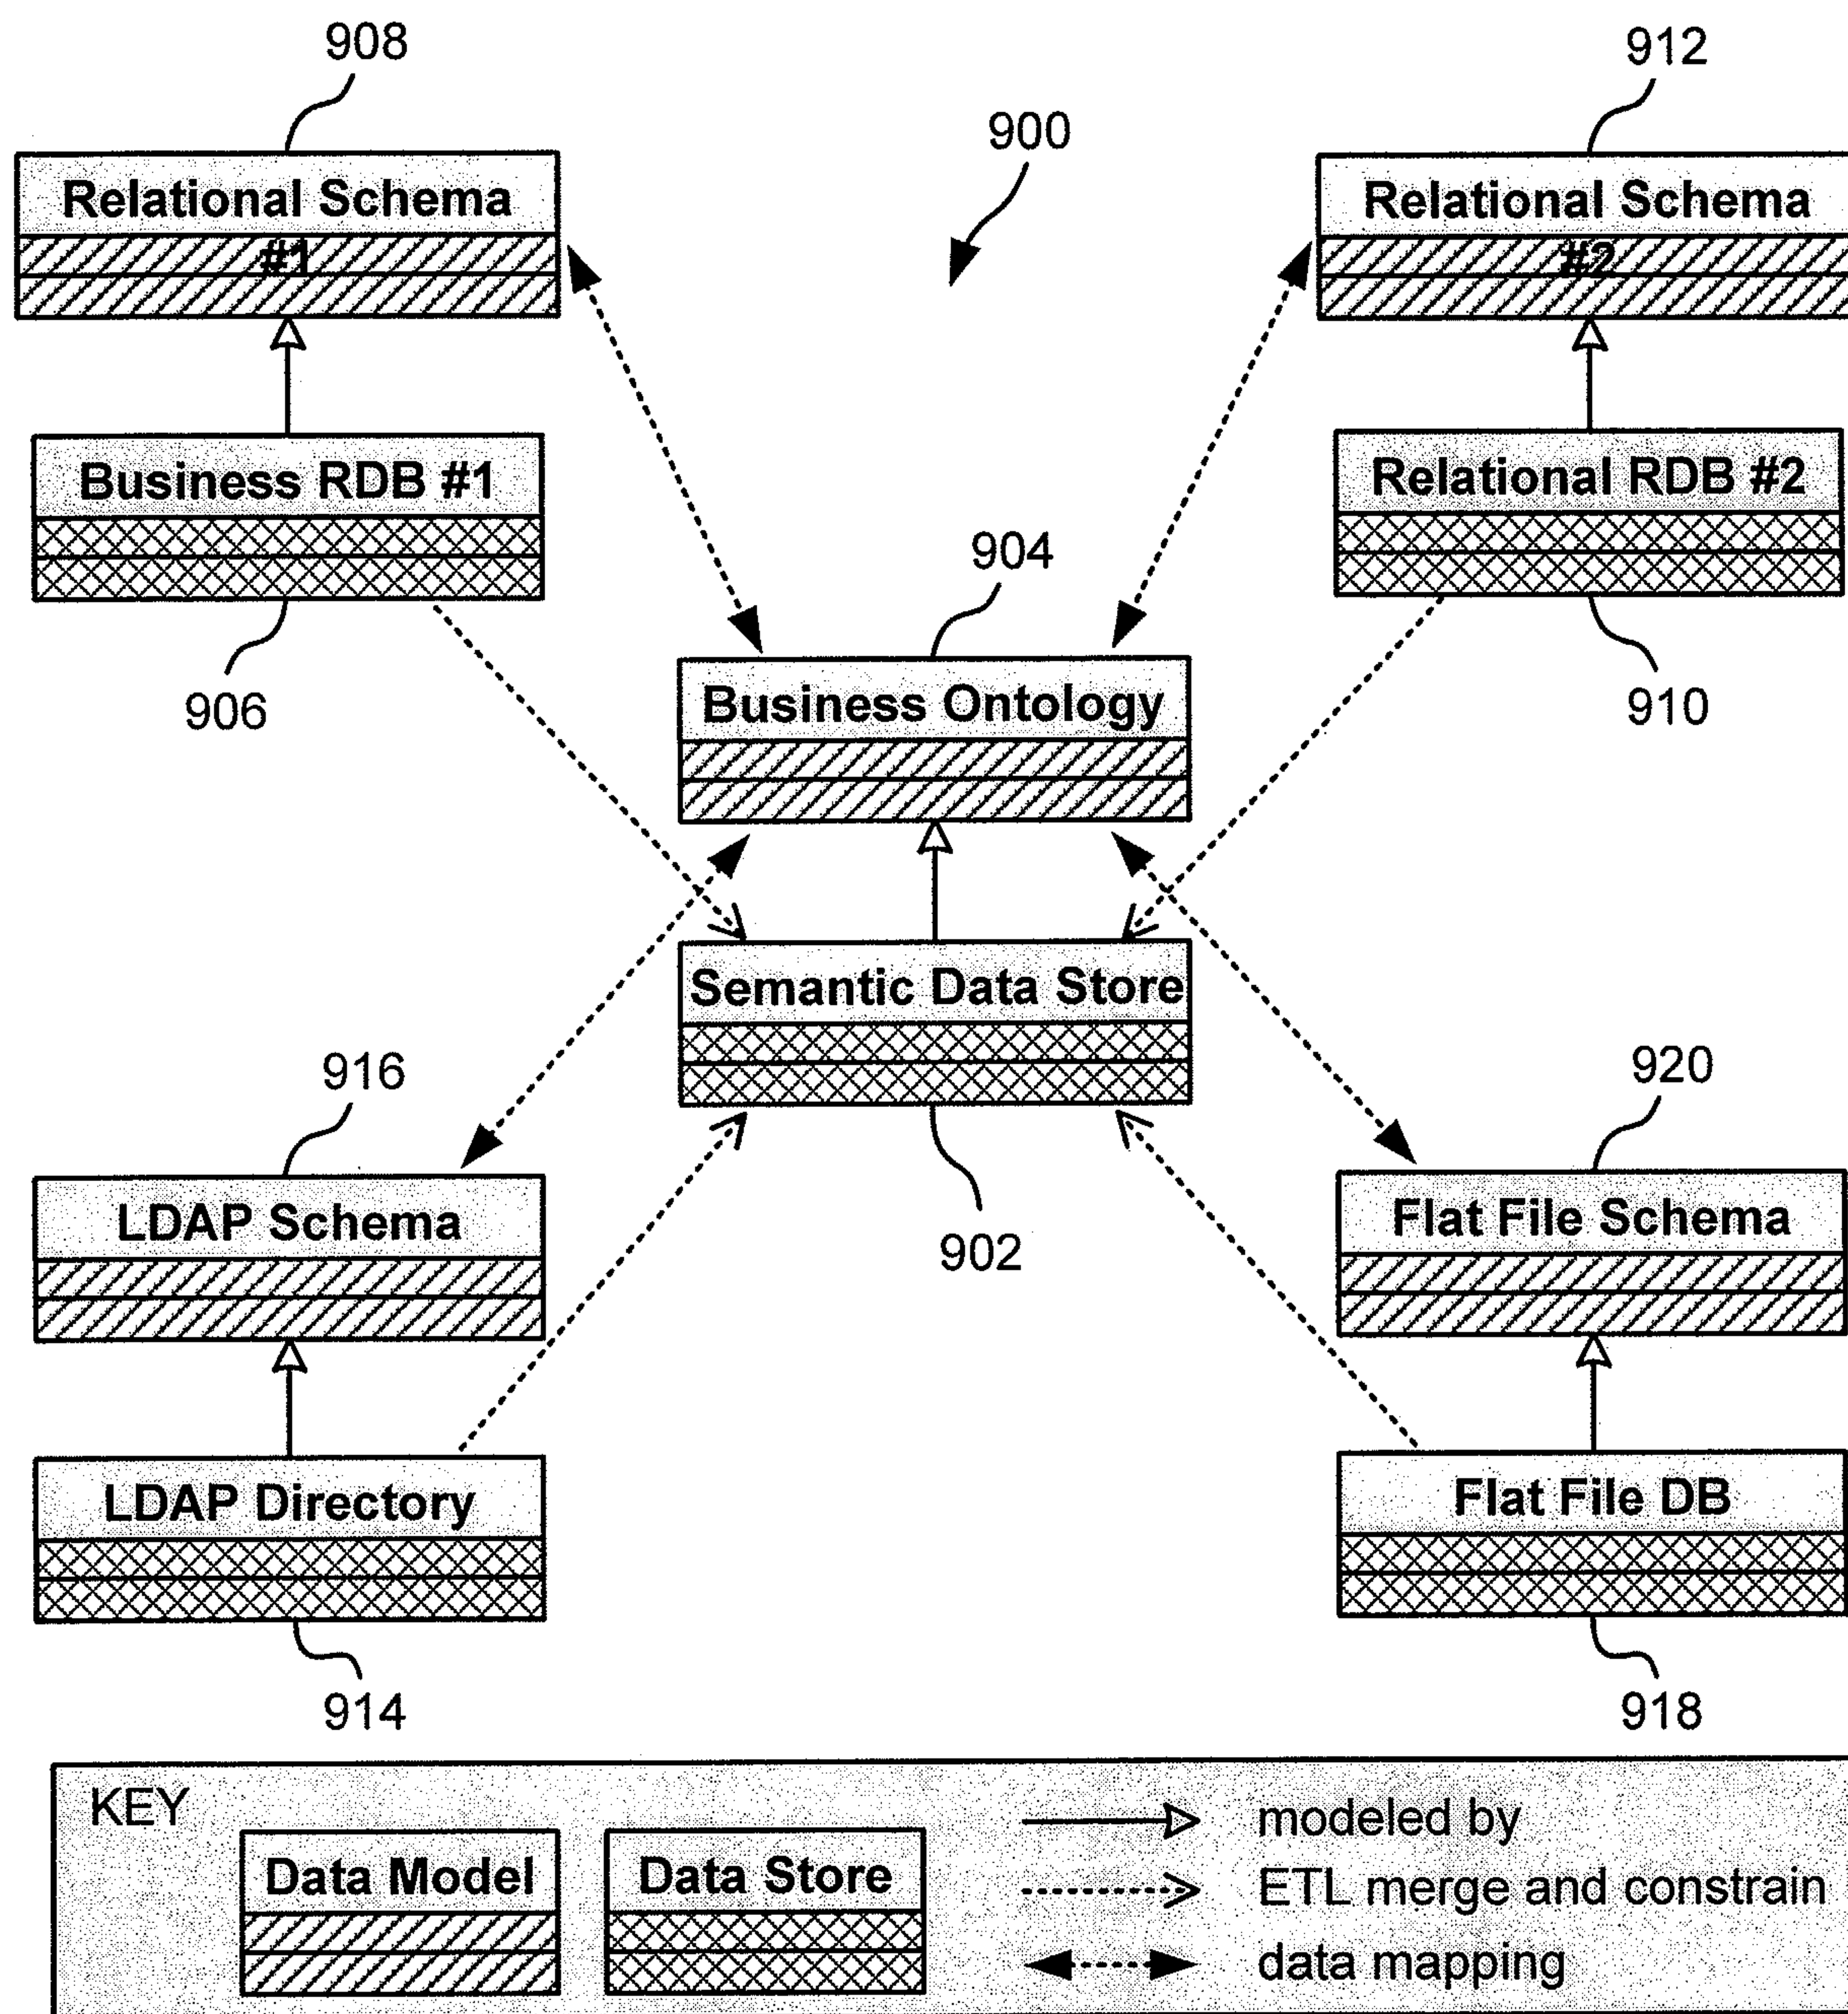 908
912
900
Relational Schema
#1
Relational Schema
#2
Business RDB #1
Relational RDB #2
904
906
Business Ontology
910
Semantic Data Store
916
920
LDAP Schema
902
Flat File Schema
LDAP Directory
Flat File DB
914
918
KEY
Data Model
Data Store
modeled by
ETL merge and constrain
data mapping